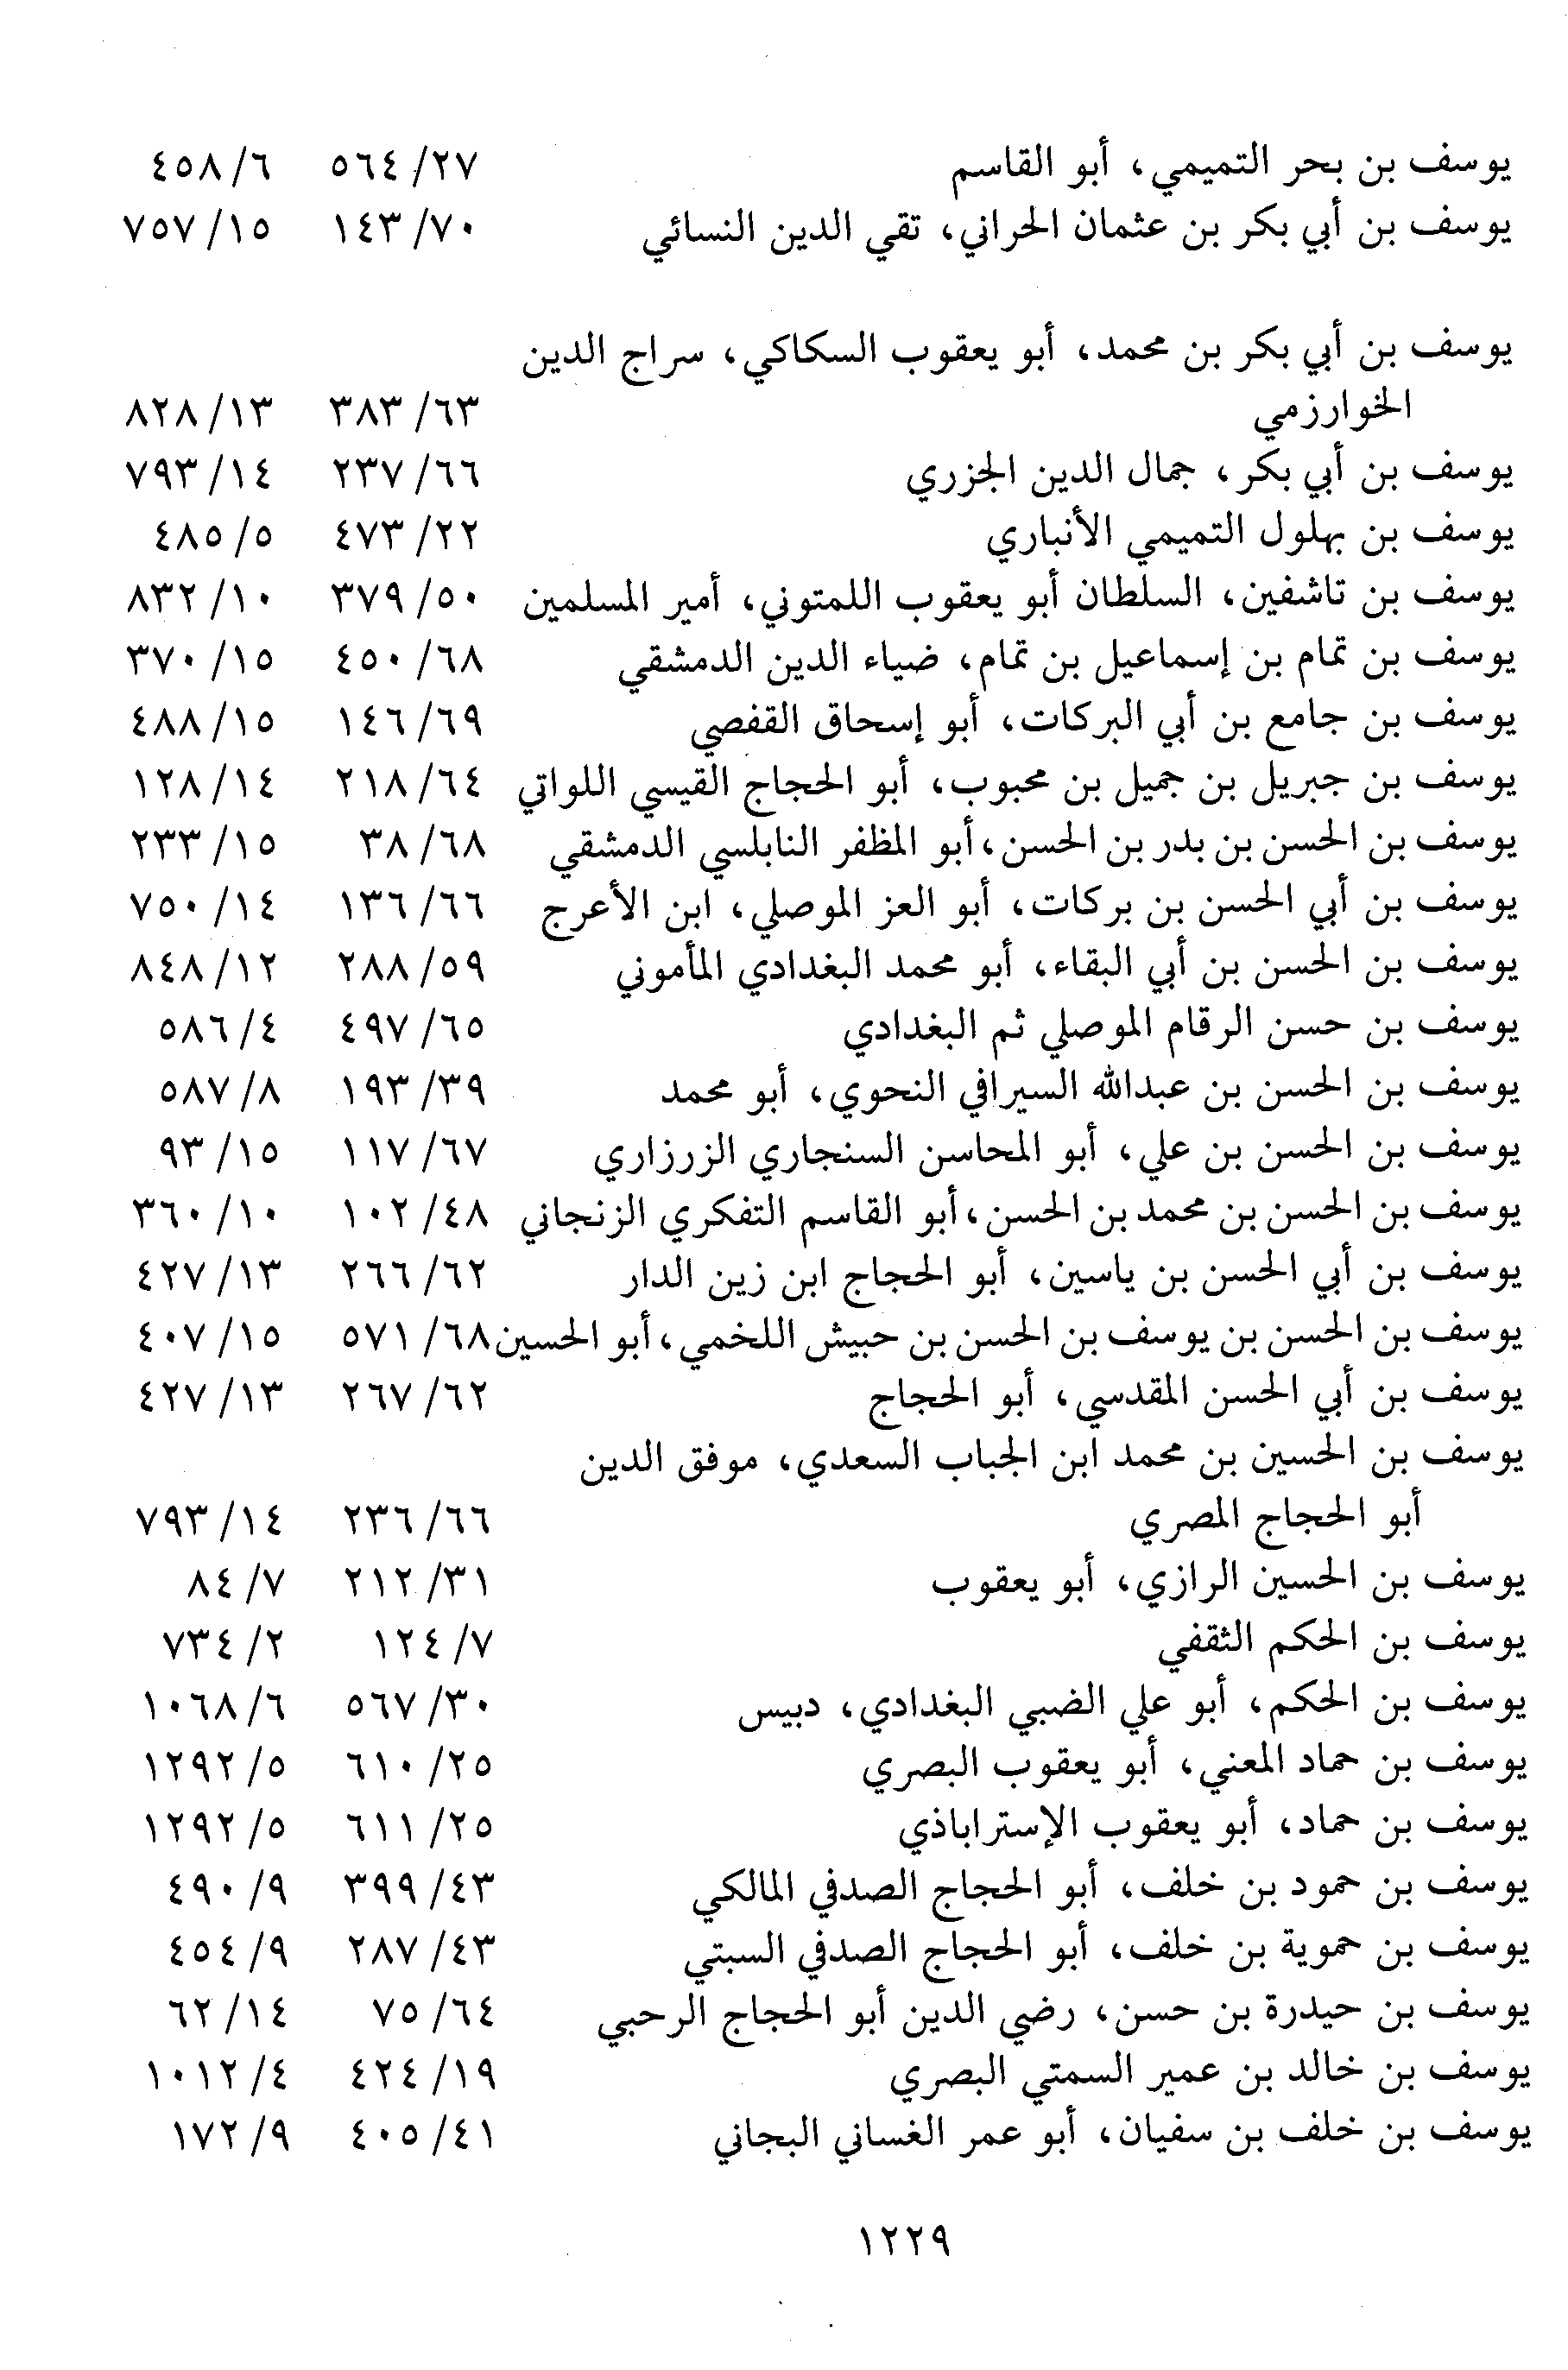 يوسف بن بحر التميمي، أبو القاسم ٢٧/ ٥٦٤ ٦/ ٤٥٨
يوسف بن أبي بكر بن عثمان الحراني، تقي الدين النسائي ٧٠/ ١٤٣ ١٥/ ٧٥٧
يوسف بن أبي بكر بن محمد، أبو يعقوب السكاكي، سراج الدين
الخوارزمي ٦٣/ ٣٨٣ ١٣/ ٨٢٨
يوسف بن أبي بكر، جمال الدين الجزري ٦٦/ ٢٣٧ ١٤/ ٧٩٣
يوسف بن بهلول التميمي الأنباري ٢٢/ ٤٧٣ ٥/ ٤٨٥
يوسف بن تاشفين، السلطان أبو يعقوب اللمتوني، أمير المسلمين ٥٠/ ٣٧٩ ١٠/ ٨٣٢
يوسف بن تمام بن إسماعيل بن تمام، ضياء الدين الدمشقي ٦٨/ ٤٥٠ ١٥/ ٣٧٠
يوسف بن جامع بن أبي البركات، أبو إسحاق القفصي ٦٩/ ١٤٦ ١٥/ ٤٨٨
يوسف بن جبريل بن جميل بن محبوب، أبو الحجاج القيسي اللواتي ٦٤/ ٢١٨ ١٤/ ١٢٨
يوسف بن الحسن بن بدر بن الحسن، أبو المظفر النابلسي الدمشقي ٦٨/ ٣٨ ١٥/ ٢٣٣
يوسف بن أبي الحسن بن بركات، أبو العز الموصلي، ابن الأعرج ٦٦/ ١٣٦ ١٤/ ٧٥٠
يوسف بن الحسن بن أبي البقاء، أبو محمد البغدادي المأموني ٥٩/ ٢٨٨ ١٢/ ٨٤٨
يوسف بن حسن الرقام الموصلي ثم البغدادي ٦٥/ ٤٩٧ ٤/ ٥٨٦
يوسف بن الحسن بن عبدالله السيرافي النحوي، أبو محمد ٣٩/ ١٩٣ ٨/ ٥٨٧
يوسف بن الحسن بن علي، أبو المحاسن السنجاري الزرزاري ٦٧/ ١١٧ ١٥/ ٩٣
يوسف بن الحسن بن محمد بن الحسن، أبو القاسم التفكري الزنجاني ٤٨/ ١٠٢ ١٠/ ٣٦٠
يوسف بن أبي الحسن بن ياسين، أبو الحجاج ابن زين الدار ٦٢/ ٢٦٦ ١٣/ ٤٢٧
يوسف بن الحسن بن يوسف بن الحسن بن حبيش اللخمي، أبو الحسين ٦٨/ ٥٧١ ١٥/ ٤٠٧
يوسف بن أبي الحسن المقدسي، أبو الحجاج ٦٢/ ٢٦٧ ١٣/ ٤٢٧
يوسف بن الحسين بن محمد ابن الجباب السعدي، موفق الدين
أبو الحجاج المصري ٦٦/ ٢٣٦ ١٤/ ٧٩٣
يوسف بن الحسين الرازي، أبو يعقوب ٣١/ ٢١٢ ٧/ ٨٤
يوسف بن الحكم الثقفي ٧/ ١٢٤ ٢/ ٧٣٤
يوسف بن الحكم، أبو علي الضبي البغدادي، دبيس ٣٠/ ٥٦٧ ٦/ ١٠٦٨
يوسف بن حماد المعني، أبو يعقوب البصري ٢٥/ ٦١٠ ٥/ ١٢٩٢
يوسف بن حماد، أبو يعقوب الإستراباذي ٢٥/ ٦١١ ٥/ ١٢٩٢
يوسف بن حمود بن خلف، أبو الحجاج الصدفي المالكي ٤٣/ ٣٩٩ ٩/ ٤٩٠
يوسف بن حموية بن خلف، أبو الحجاج الصدفي السبتي ٤٣/ ٢٨٧ ٩/ ٤٥٤
يوسف بن حيدرة بن حسن، رضي الدين أبو الحجاج الرحبي ٦٤/ ٧٥ ١٤/ ٦٢
يوسف بن خالد بن عمير السمتي البصري ١٩/ ٤٢٤ ٤/ ١٠١٢
يوسف بن خلف بن سفيان، أبو عمر الغساني البجاني ٤١/ ٤٠٥ ٩/ ١٧٢
١٢٢٩